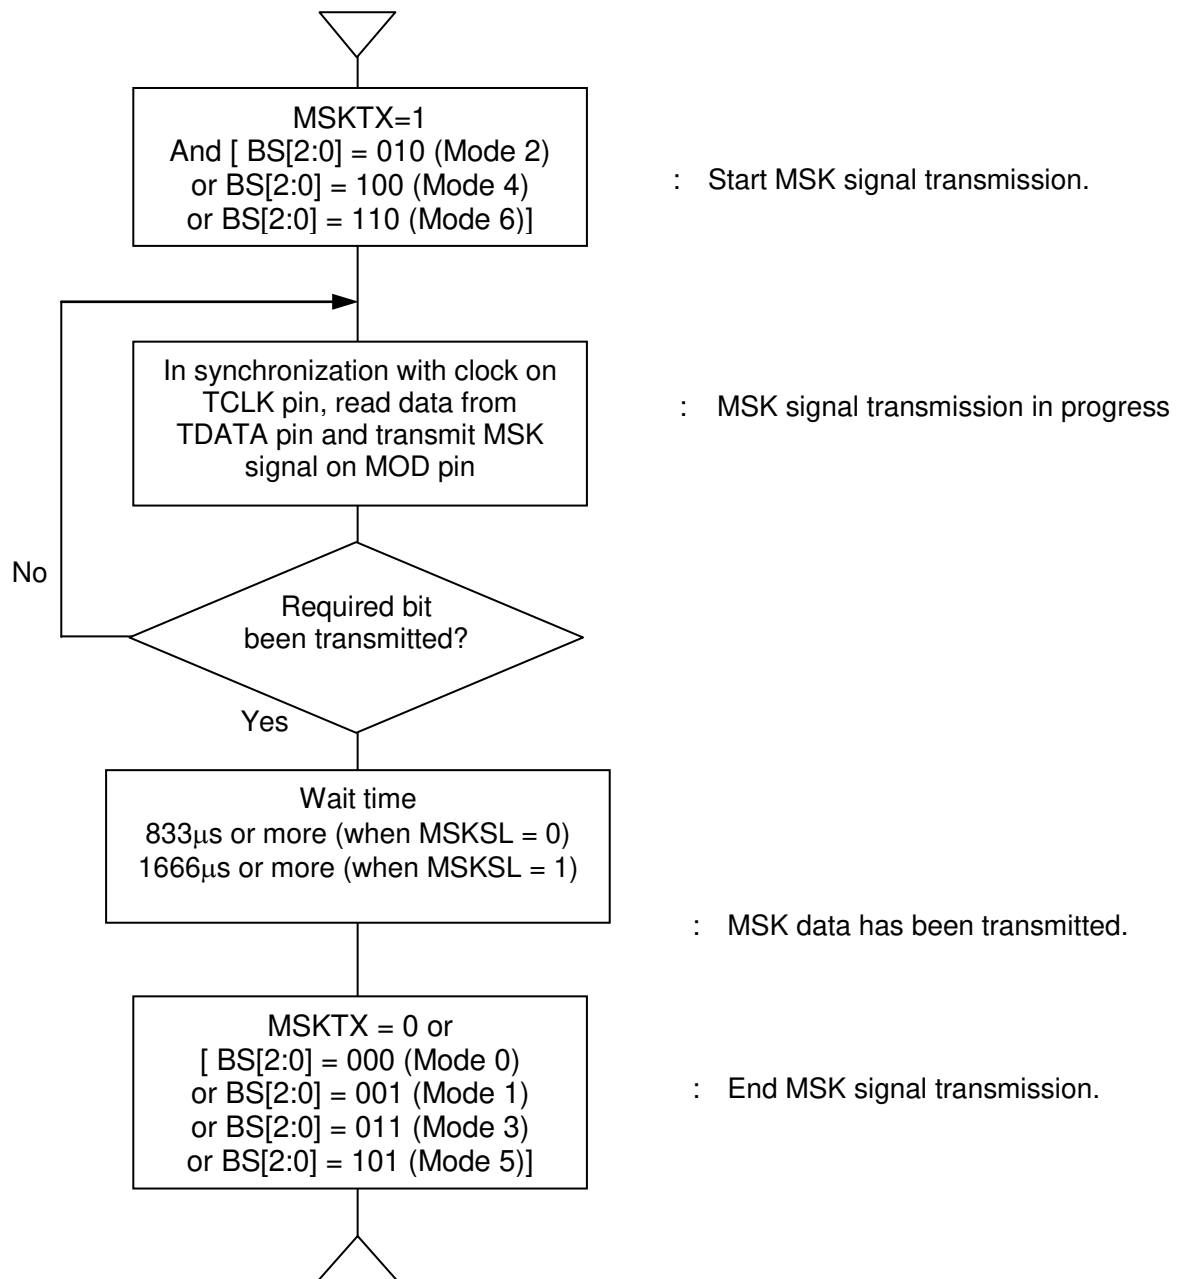 MSKTX=1
And [ BS[2:0] = 010 (Mode 2)
or BS[2:0] = 100 (Mode 4)
or BS[2:0] = 110 (Mode 6)]
: Start MSK signal transmission.
In synchronization with clock on
TCLK pin, read data from
TDATA pin and transmit MSK
signal on MOD pin
: MSK signal transmission in progress
No
Required bit
been transmitted?
Yes
Wait time
833μs or more (when MSKSL = 0)
1666μs or more (when MSKSL = 1)
: MSK data has been transmitted.
MSKTX = 0 or
[ BS[2:0] = 000 (Mode 0)
or BS[2:0] = 001 (Mode 1)
or BS[2:0] = 011 (Mode 3)
or BS[2:0] = 101 (Mode 5)]
: End MSK signal transmission.